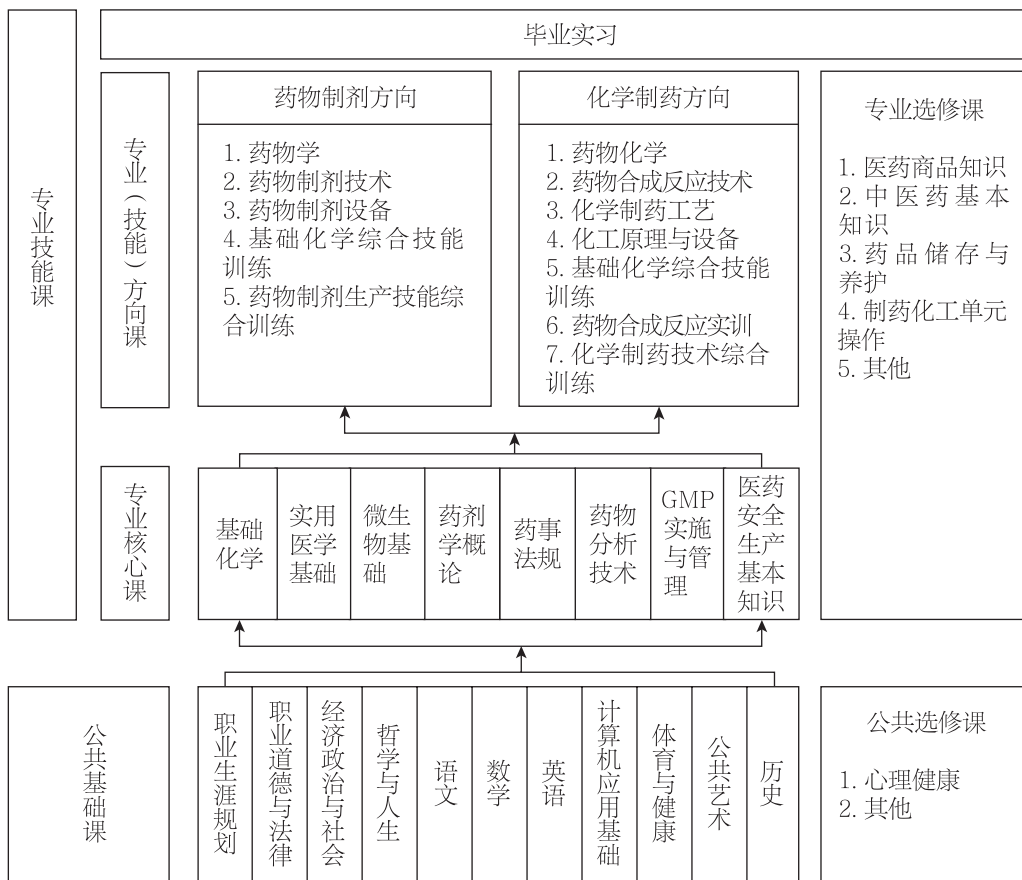 毕业实习
专业技能课
专业（技能）方向课
药物制剂方向
1. 药物学
2. 药物制剂技术
3. 药物制剂设备
4. 基础化学综合技能
训练
5. 药物制剂生产技能综
合训练
化学制药方向
1. 药物化学
2. 药物合成反应技术
3. 化学制药工艺
4. 化工原理与设备
5. 基础化学综合技能
训练
6. 药物合成反应实训
7. 化学制药技术综合
训练
专业选修课
1. 医药商品知识
2. 中医药基本
知识
3. 药品储存与
养护
4. 制药化工单元
操作
5. 其他
专业核心课
基础
化学
实用
医学
基础
微生
物基
础
药剂
学概
论
药事
法规
药物
分析
技术
GMP
实施
与管
理
医药
安全
生产
基本
知识
公共基础课
职业生涯规划
职业道德与法律
经济政治与社会
哲学与人生
语文
数学
英语
计算机应用基础
体育与健康
公共艺术
历史
公共选修课
1. 心理健康
2. 其他